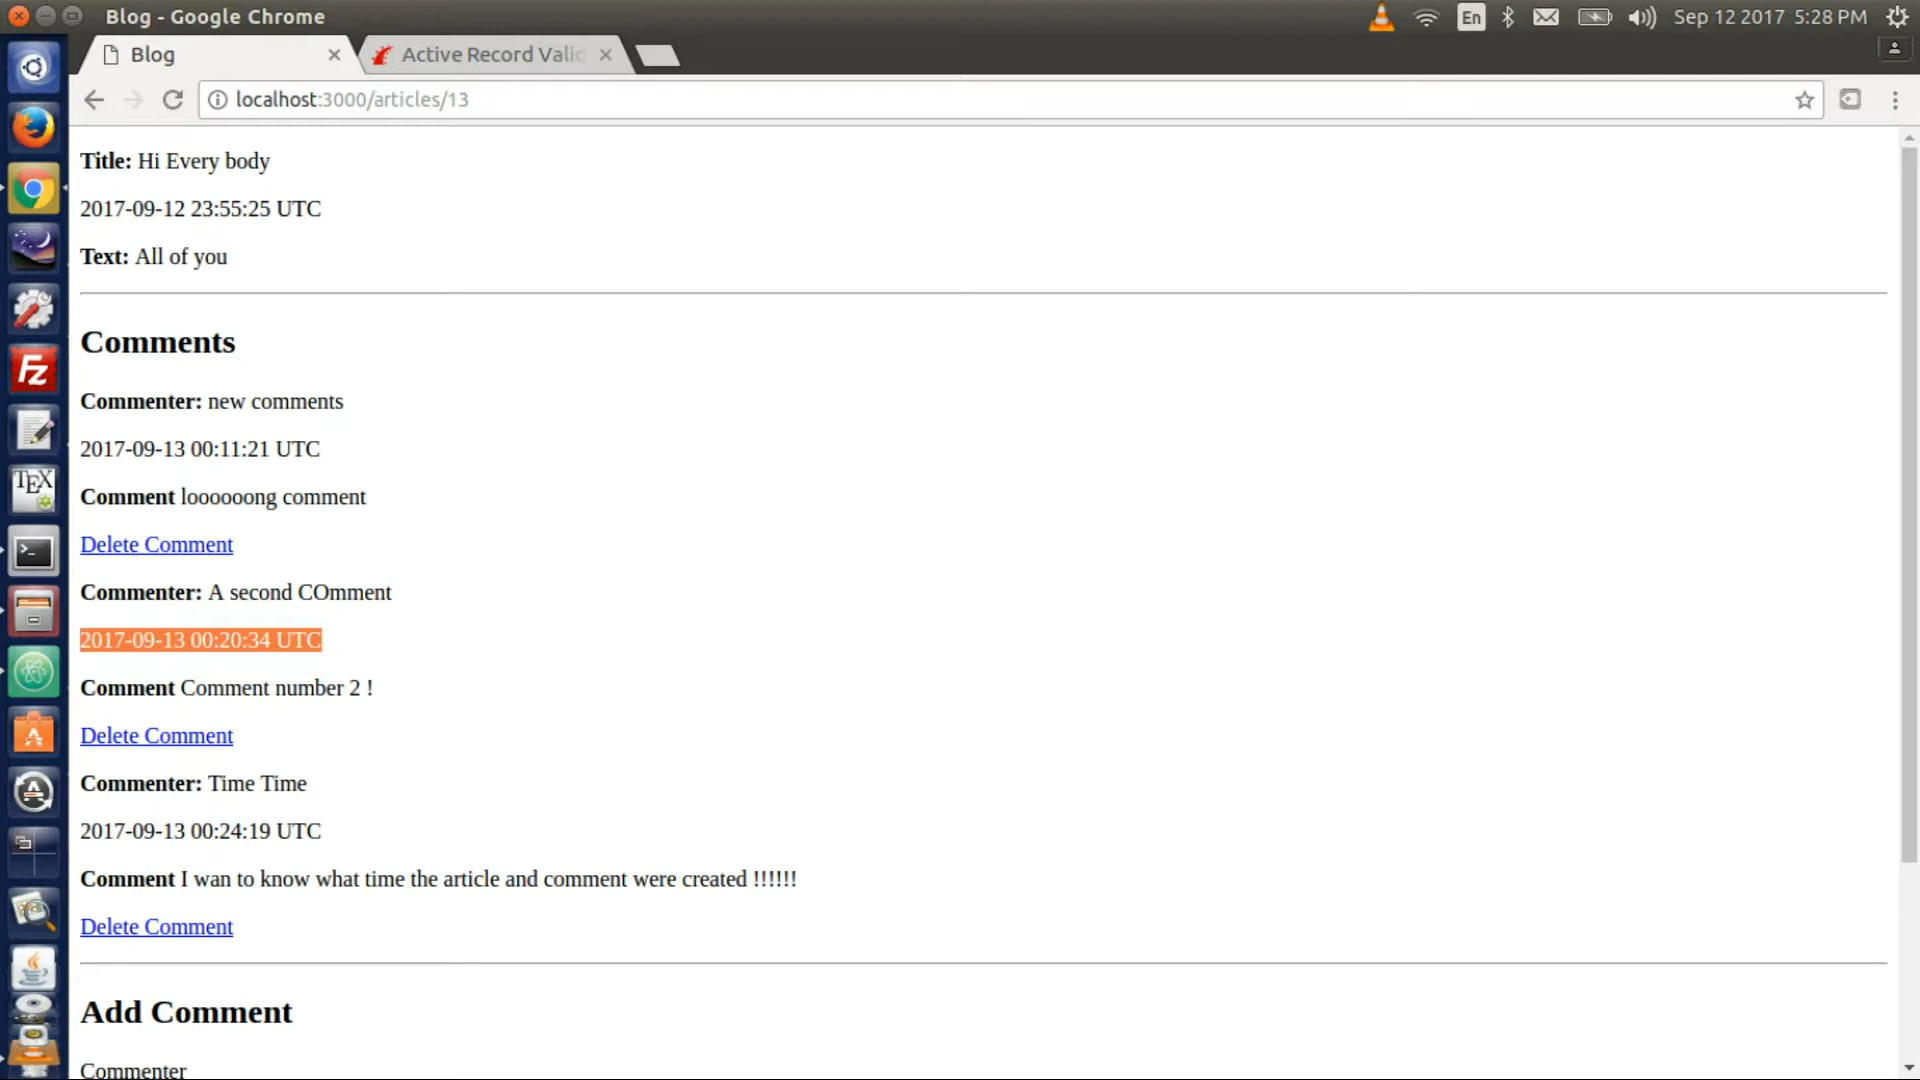 Blog - Google Chrome
En
Sep 12 2017 5:28 PM
Blog
Active Record Valid
localhost:3000/articles/13
Title: Hi Every body
2017-09-12 23:55:25 UTC
Text: All of you
Comments
Commenter: new comments
2017-09-13 00:11:21 UTC
Comment loooooong comment
Delete Comment
Commenter: A second COmment
2017-09-13 00:20:34 UTC
Comment Comment number 2 !
Delete Comment
Commenter: Time Time
2017-09-13 00:24:19 UTC
Comment I wan to know what time the article and comment were created !!!!!!
Delete Comment
Add Comment
Commenter
Fz
TEX